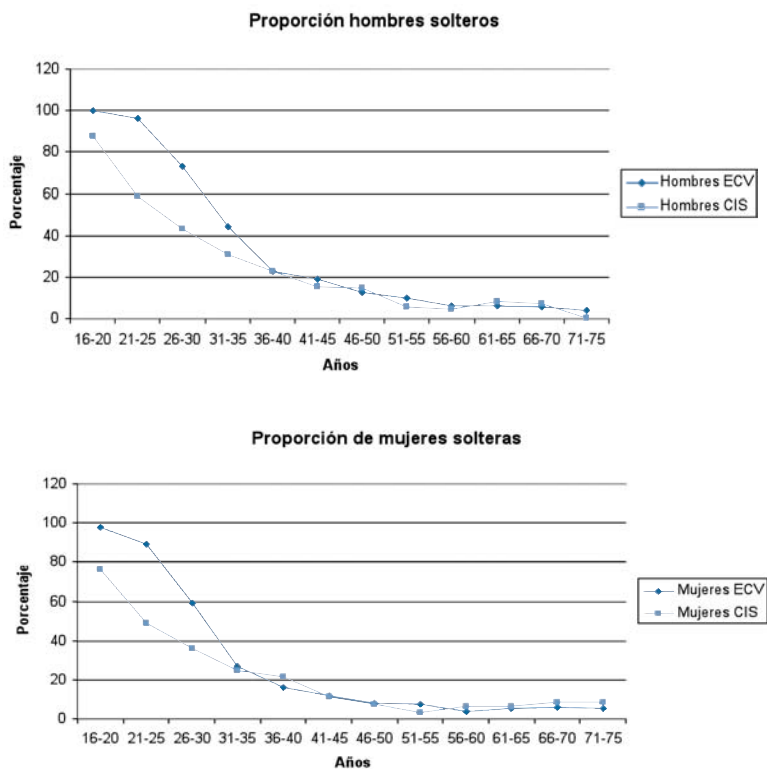 Proporción hombres solteros
120
100
80
60
40
20
0
Porcentaje
16-20 21-25 26-30 31-35 36-40 41-45 46-50 51-55 56-60 61-65 66-70 71-75
Años
Hombres ECV
Hombres CIS
Proporción de mujeres solteras
120
100
80
60
40
20
0
Porcentaje
16-20 21-25 26-30 31-35 36-40 41-45 46-50 51-55 56-60 61-65 66-70 71-75
Años
Mujeres ECV
Mujeres CIS